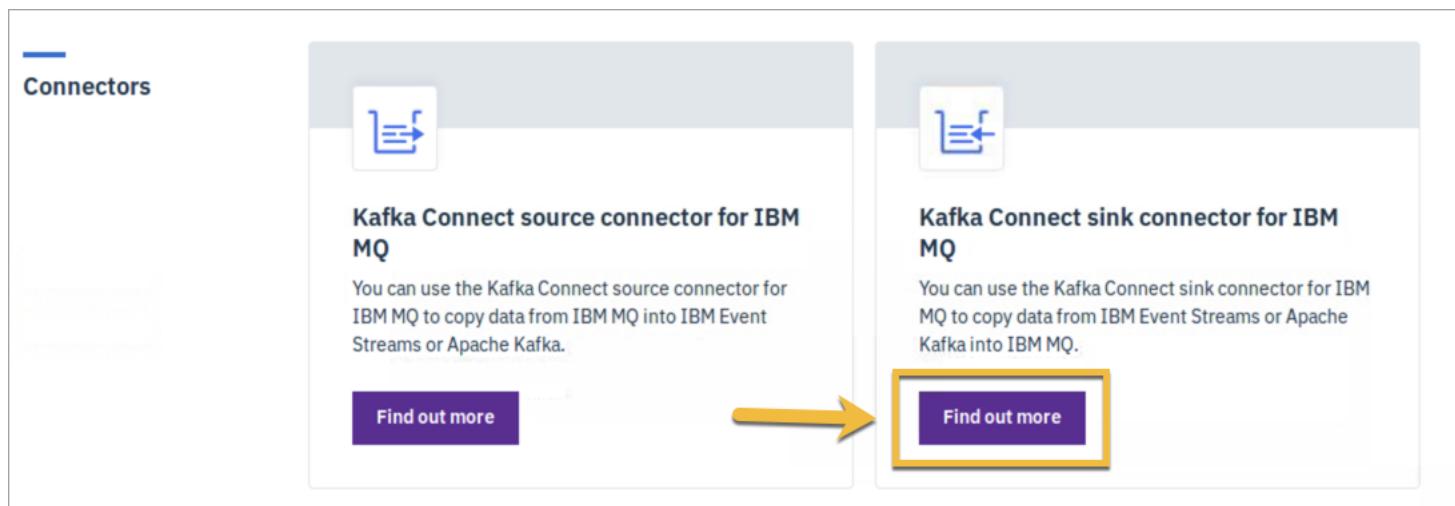 Connectors
Kafka Connect source connector for IBM
MQ
You can use the Kafka Connect source connector for
IBM MQ to copy data from IBM MQ into IBM Event
Streams or Apache Kafka.
Find out more
Kafka Connect sink connector for IBM
MQ
You can use the Kafka Connect sink connector for IBM
MQ to copy data from IBM Event Streams or Apache
Kafka into IBM MQ.
Find out more